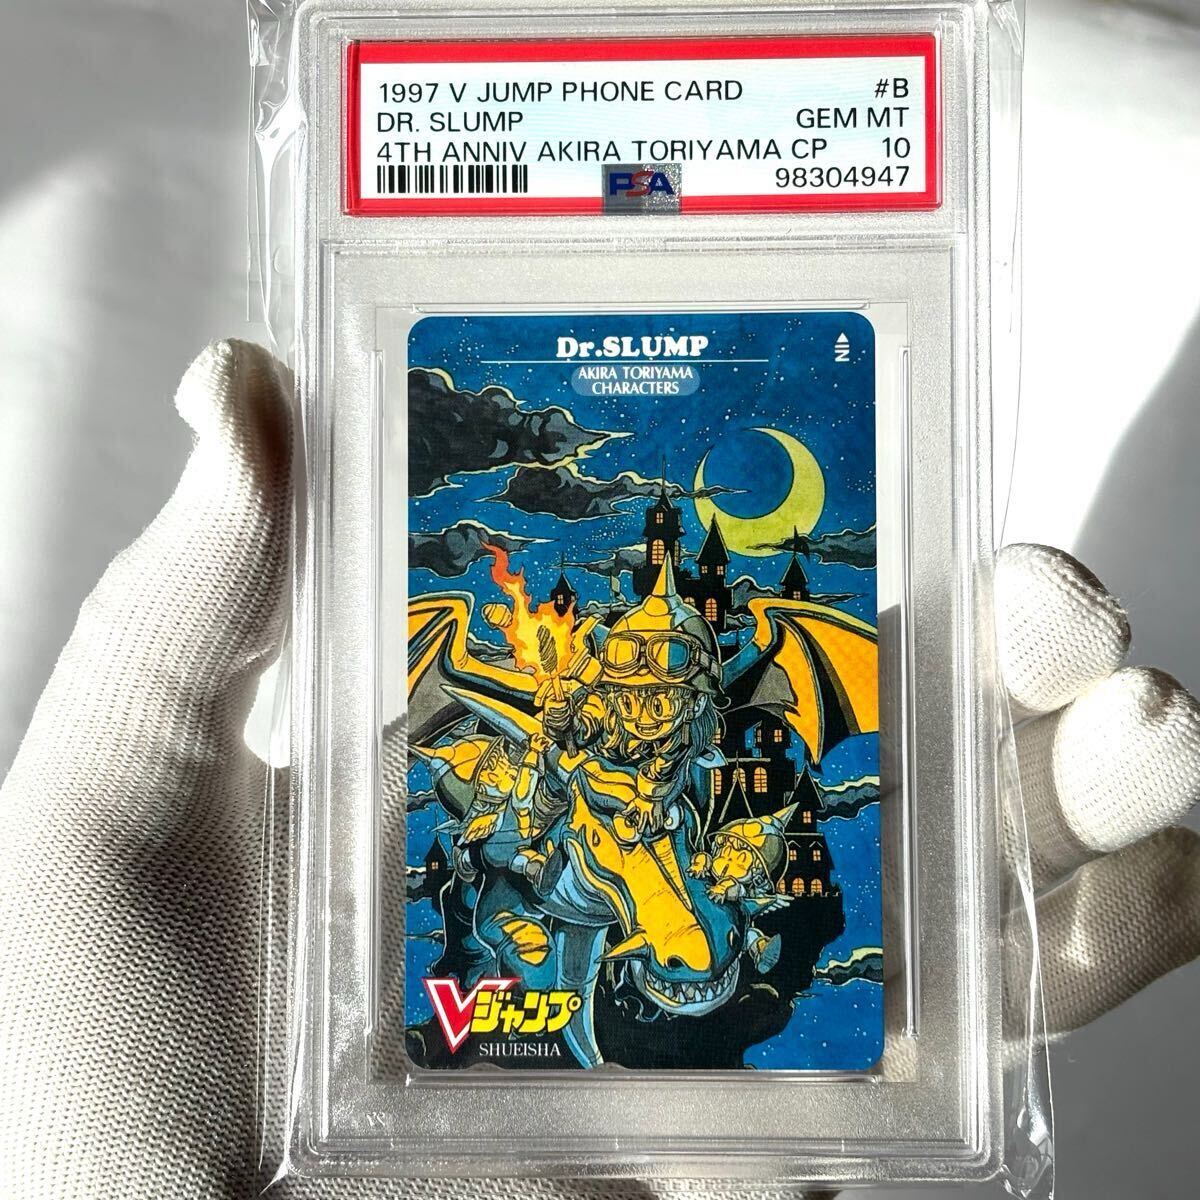 1997 V JUMP PHONE CARD #B
DR. SLUMP GEM MT
4TH ANNIV AKIRA TORIYAMA CP 10
PSA 98304947
Dr.SLUMP
AKIRA TORIYAMA
CHARACTERS
IN
Vジャンプ
SHUEISHA